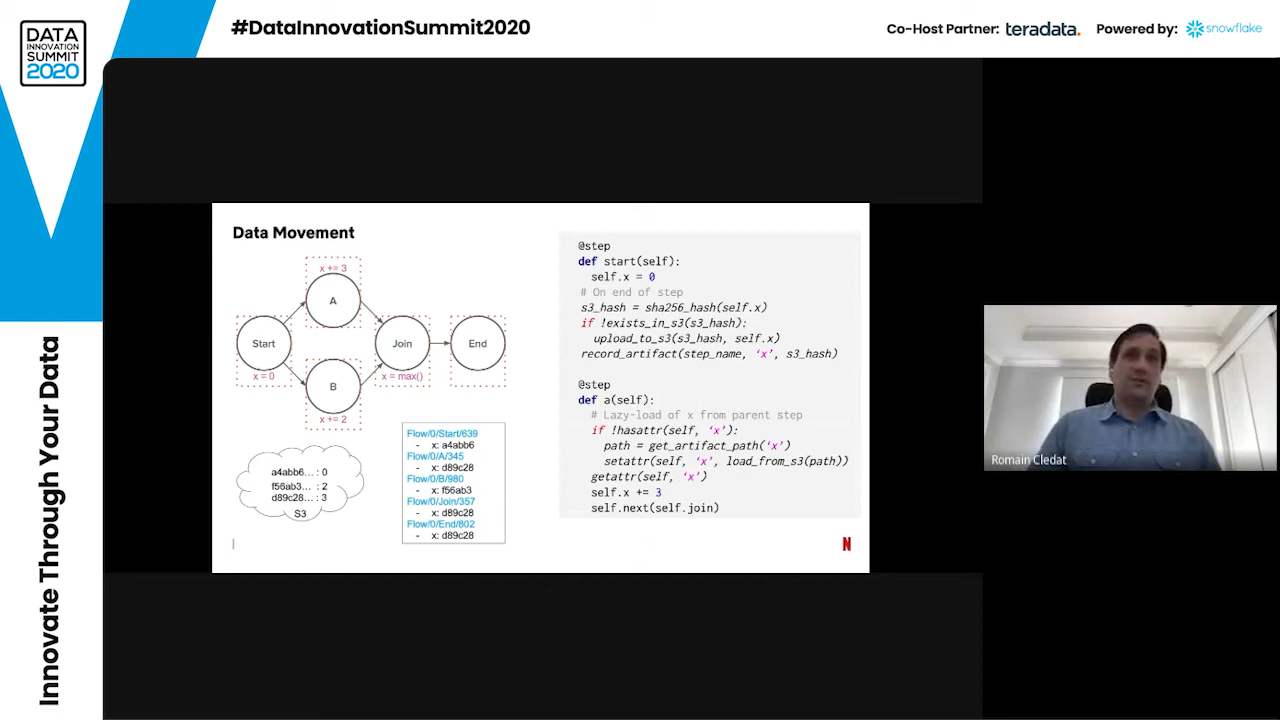 DATA
INNOVATION
SUMMIT
2020
#DataInnovationSummit2020
Co-Host Partner: teradata.
Powered by: snowflake
Innovate Through Your Data
Data Movement
x += 3
A
Start
x = 0
Join
x = max()
End
B
x += 2
a4abb6... : 0
f56ab3... : 2
d89c28... : 3
S3
Flow/0/Start/639
- x: a4abb6
Flow/0/A/345
- x: d89c28
Flow/0/B/980
- x: f56ab3
Flow/0/Join/357
- x: d89c28
Flow/0/End/802
- x: d89c28
@step
def start(self):
self.x = 0
# On end of step
s3_hash = sha256_hash(self.x)
if !exists_in_s3(s3_hash):
upload_to_s3(s3_hash, self.x)
record_artifact(step_name, ‘x’, s3_hash)
@step
def a(self):
# Lazy-load of x from parent step
if !hasattr(self, ‘x’):
path = get_artifact_path(‘x’)
setattr(self, ‘x’, load_from_s3(path))
getattr(self, ‘x’)
self.x += 3
self.next(self.join)
N
Romain Cledat